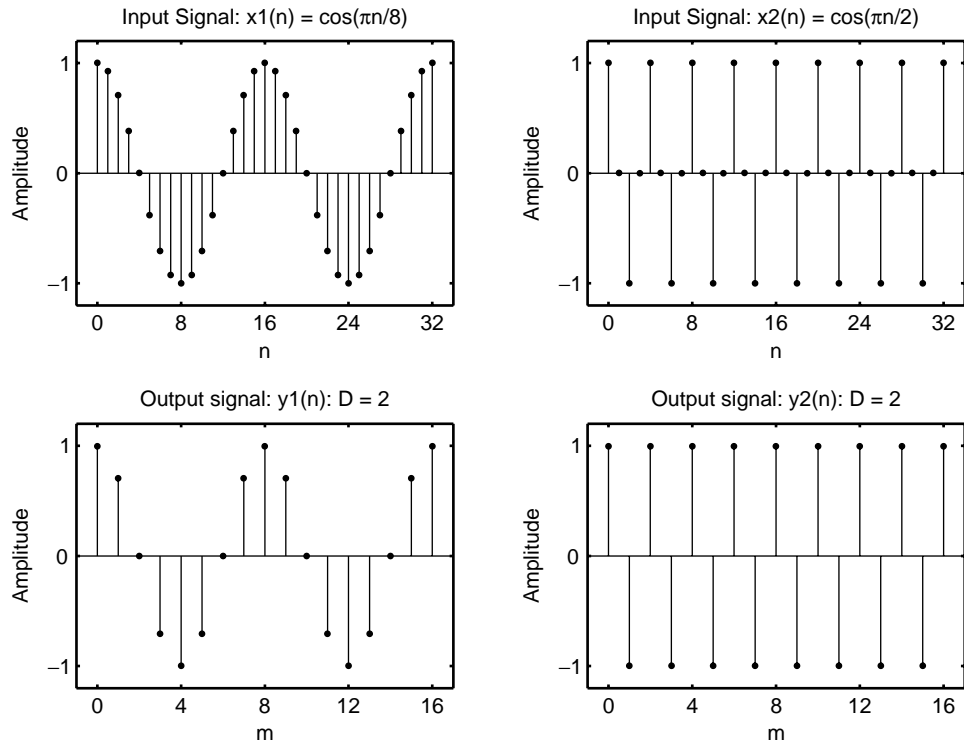 Input Signal: x1(n) = cos(πn/8)
Amplitude
1
0
−1
0 8 16 24 32
n
Input Signal: x2(n) = cos(πn/2)
Amplitude
1
0
−1
0 8 16 24 32
n
Output signal: y1(n): D = 2
Amplitude
1
0
−1
0 4 8 12 16
m
Output signal: y2(n): D = 2
Amplitude
1
0
−1
0 4 8 12 16
m